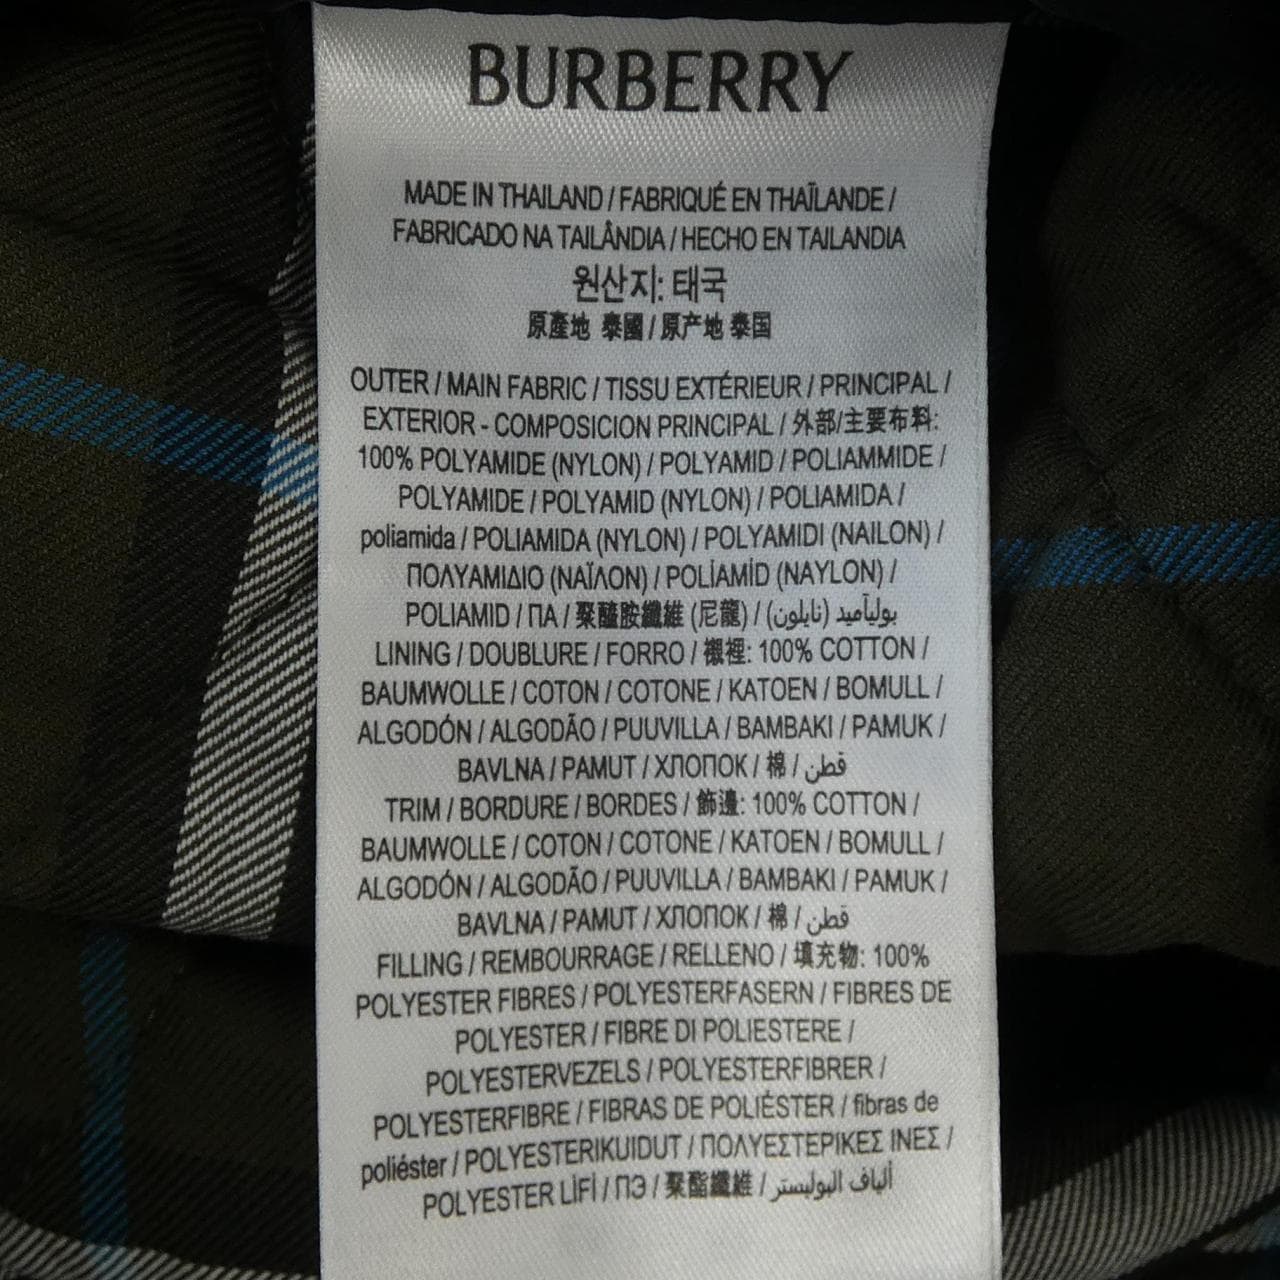 BURBERRY
MADE IN THAILAND / FABRIQUÉ EN THAÏLANDE /
FABRICADO NA TAILÂNDIA / HECHO EN TAILANDIA
원산지: 태국
原產地 泰國 / 原产地 泰国
OUTER / MAIN FABRIC / TISSU EXTÉRIEUR / PRINCIPAL /
EXTERIOR - COMPOSICION PRINCIPAL / 外部/主要布料:
100% POLYAMIDE (NYLON) / POLYAMID / POLIAMMIDE /
POLYAMIDE / POLYAMID (NYLON) / POLIAMIDA /
poliamida / POLIAMIDA (NYLON) / POLYAMIDI (NAILON) /
ΠΟΛΥΑΜΙΔΙΟ (ΝΑΪΛΟΝ) / POLİAMİD (NAYLON) /
POLIAMID / ПА / 聚醯胺纖維 (尼龍) / بوليآميد (نايلون)
LINING / DOUBLURE / FORRO / 襯裡: 100% COTTON /
BAUMWOLLE / COTON / COTONE / KATOEN / BOMULL /
ALGODÓN / ALGODÃO / PUUVILLA / BAMBAKI / PAMUK /
BAVLNA / PAMUT / ХЛОПОК / 棉 / قطن
TRIM / BORDURE / BORDES / 飾邊: 100% COTTON /
BAUMWOLLE / COTON / COTONE / KATOEN / BOMULL /
ALGODÓN / ALGODÃO / PUUVILLA / BAMBAKI / PAMUK /
BAVLNA / PAMUT / ХЛОПОК / 棉 / قطن
FILLING / REMBOURRAGE / RELLENO / 填充物: 100%
POLYESTER FIBRES / POLYESTERFASERN / FIBRES DE
POLYESTER / FIBRE DI POLIESTERE /
POLYESTERVEZELS / POLYESTERFIBRER /
POLYESTERFIBRE / FIBRAS DE POLIÉSTER / fibras de
poliéster / POLYESTERIKUIDUT / ΠΟΛΥΕΣΤΕΡΙΚΕΣ ΙΝΕΣ /
POLYESTER LİFİ / ПЭ / 聚酯纖維 / ألياف البوليستر